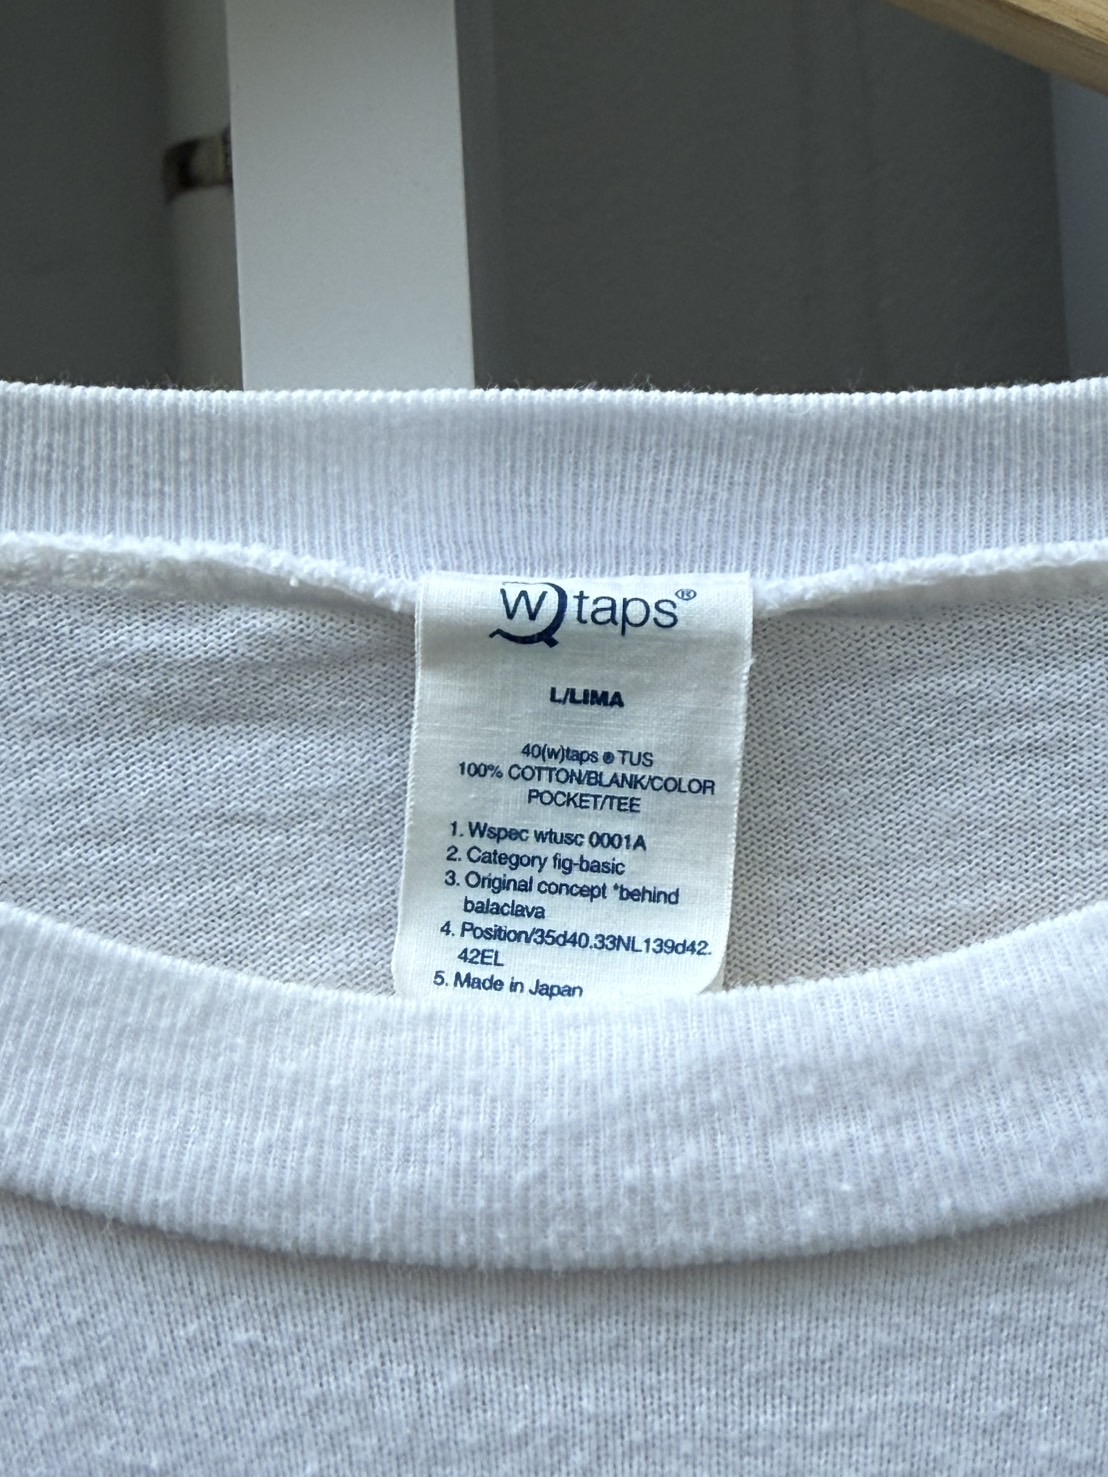 W)taps®
L/LIMA
40(w)taps ® TUS
100% COTTON/BLANK/COLOR
POCKET/TEE
1. Wspec wtusc 0001A
2. Category fig-basic
3. Original concept "behind
balaclava
4. Position/35d40.33NL139d42.
42EL
5. Made in Japan